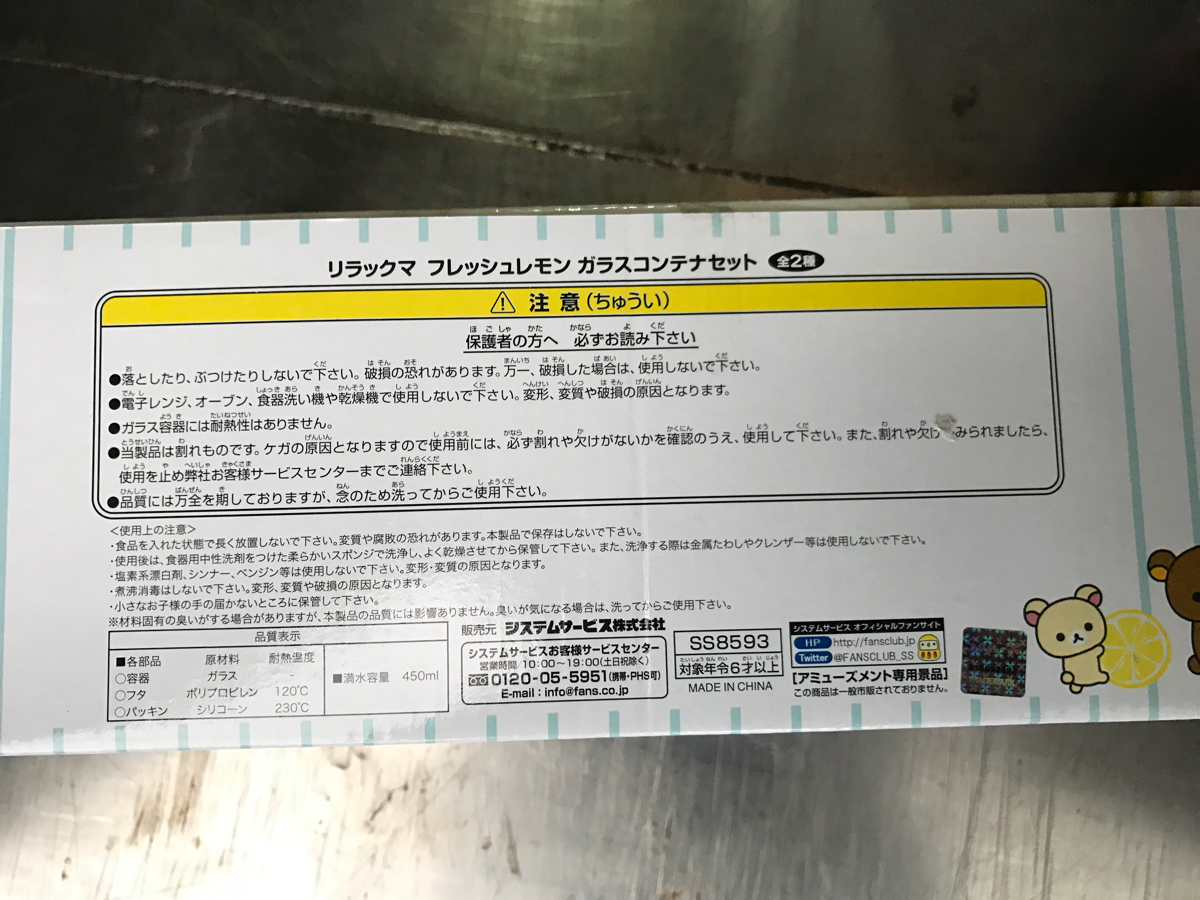 リラックマ フレッシュレモン ガラスコンテナセット 全2種
注意(ちゅうい)
保護者の方へ 必ずお読み下さい
●落としたり、ぶつけたりしないで下さい。破損の恐れがあります。万一、破損した場合は、使用しないで下さい。
●電子レンジ、オーブン、食器洗い機や乾燥機で使用しないで下さい。変形、変質や破損の原因となります。
●ガラス容器には耐熱性はありません。
●当製品は割れものです。ケガの原因となりますので使用前には、必ず割れや欠けがないかを確認のうえ、使用して下さい。また、割れや欠け みられましたら、
使用を止め弊社お客様サービスセンターまでご連絡下さい。
●品質には万全を期しておりますが、念のため洗ってからご使用下さい。
<使用上の注意>
・食品を入れた状態で長く放置しないで下さい。変質や腐敗の恐れがあります。本製品で保存はしないで下さい。
・使用後は、食器用中性洗剤をつけた柔らかいスポンジで洗浄し、よく乾燥させてから保管して下さい。また、洗浄する際は金属たわしやクレンザー等は使用しないで下さい。
・塩素系漂白剤、シンナー、ベンジン等は使用しないで下さい。変形・変質の原因となります。
・煮沸消毒はしないで下さい。変形、変質や破損の原因となります。
・小さなお子様の手の届かないところに保管して下さい。
※材料固有の臭いがする場合がありますが、本製品の品質には影響ありません。臭いが気になる場合は、洗ってからご使用下さい。
品質表示
■各部品 原材料 耐熱温度
○容器 ガラス -
○フタ ポリプロピレン 120℃
○パッキン シリコーン 230℃
■満水容量 450ml
販売元 システムサービス株式会社
システムサービスお客様サービスセンター
営業時間 10:00~19:00(土日祝除く)
0120-05-5951(携帯・PHS可)
E-mail:info@fans.co.jp
SS8593
対象年令6才以上
MADE IN CHINA
システムサービス オフィシャルファンサイト
HP http://fansclub.jp
Twitter @FANSCLUB_SS
[アミューズメント専用景品]
この商品は一般市販されておりません。